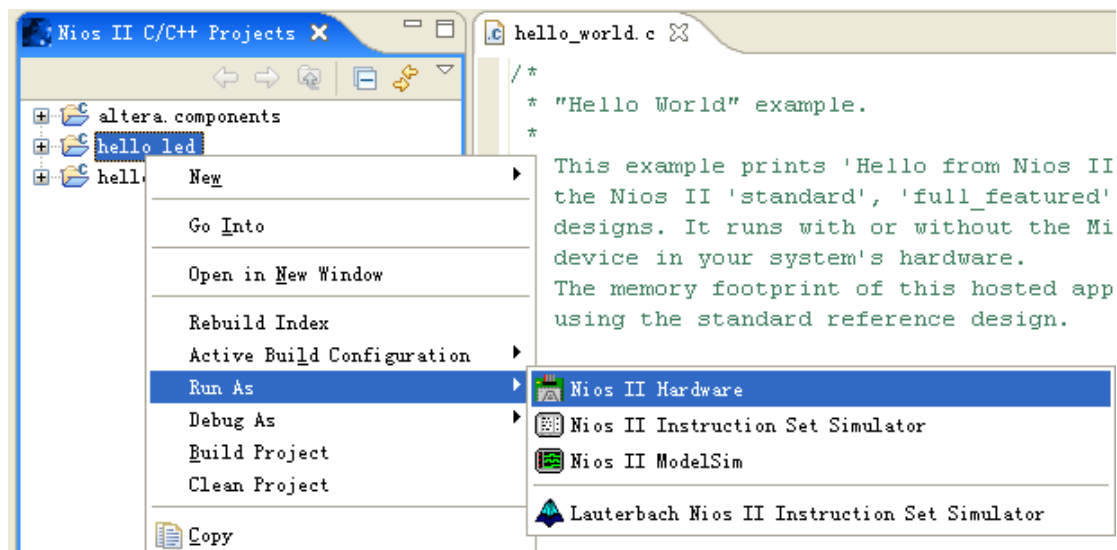 Nios II C/C++ Projects
hello_world.c
altera.components
hello_led
hell
New
Go Into
Open in New Window
Rebuild Index
Active Build Configuration
Run As
Debug As
Build Project
Clean Project
Copy
/*
* "Hello World" example.
*
This example prints 'Hello from Nios II
the Nios II 'standard', 'full_featured'
designs. It runs with or without the Mi
device in your system's hardware.
The memory footprint of this hosted app
using the standard reference design.
Nios II Hardware
Nios II Instruction Set Simulator
Nios II ModelSim
Lauterbach Nios II Instruction Set Simulator